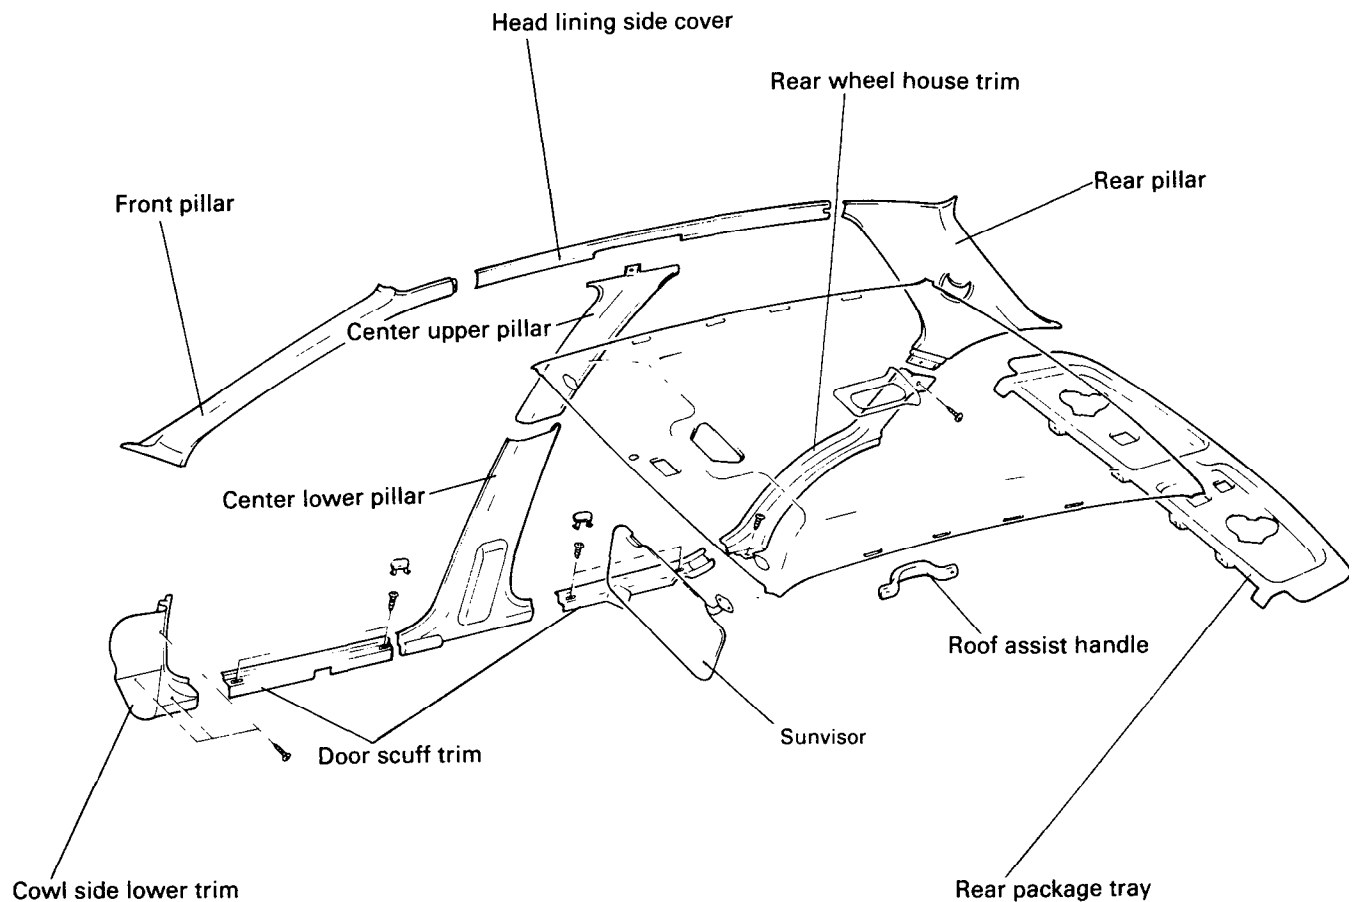 Head lining side cover
Rear wheel house trim
Rear pillar
Front pillar
Center upper pillar
Center lower pillar
Roof assist handle
Sunvisor
Door scuff trim
Cowl side lower trim
Rear package tray